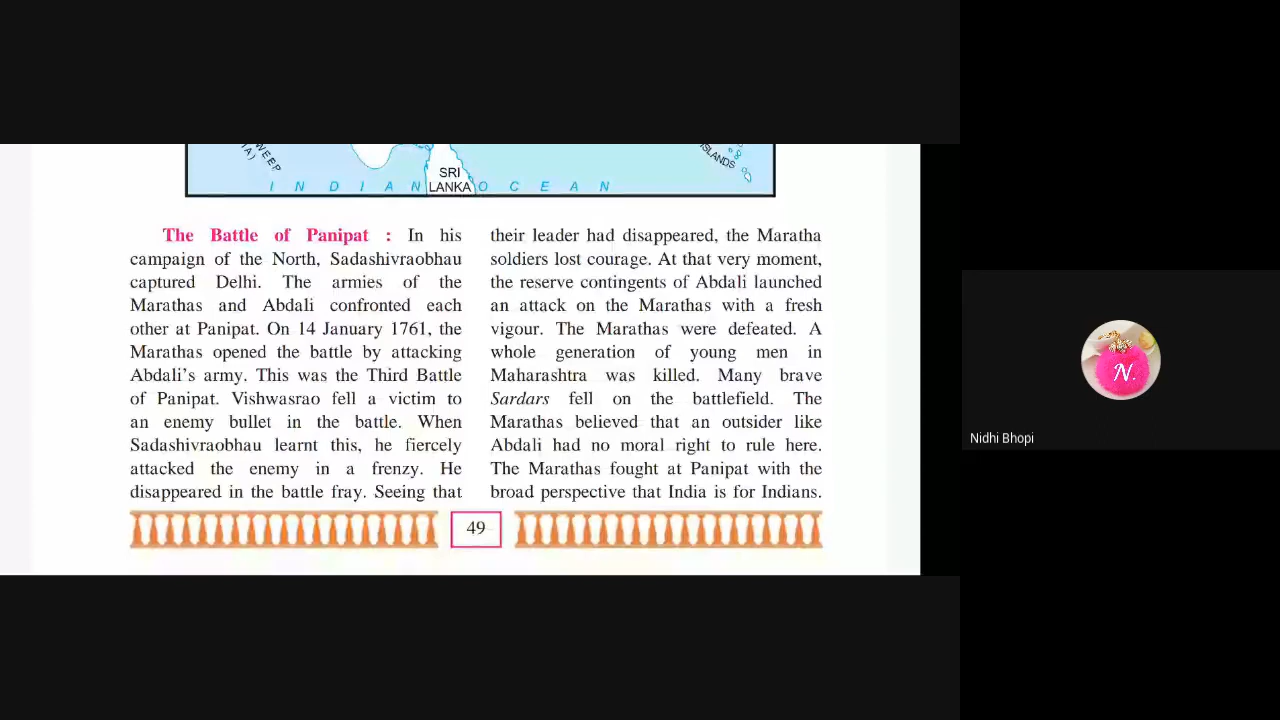 WEEP
IA)
ISLANDS
SRI
LANKA
INDIAN OCEAN
The Battle of Panipat : In his
campaign of the North, Sadashivraobhau
captured Delhi. The armies of the
Marathas and Abdali confronted each
other at Panipat. On 14 January 1761, the
Marathas opened the battle by attacking
Abdali's army. This was the Third Battle
of Panipat. Vishwasrao fell a victim to
an enemy bullet in the battle. When
Sadashivraobhau learnt this, he fiercely
attacked the enemy in a frenzy. He
disappeared in the battle fray. Seeing that
their leader had disappeared, the Maratha
soldiers lost courage. At that very moment,
the reserve contingents of Abdali launched
an attack on the Marathas with a fresh
vigour. The Marathas were defeated. A
whole generation of young men in
Maharashtra was killed. Many brave
Sardars fell on the battlefield. The
Marathas believed that an outsider like
Abdali had no moral right to rule here.
The Marathas fought at Panipat with the
broad perspective that India is for Indians.
49
N.
Nidhi Bhopi